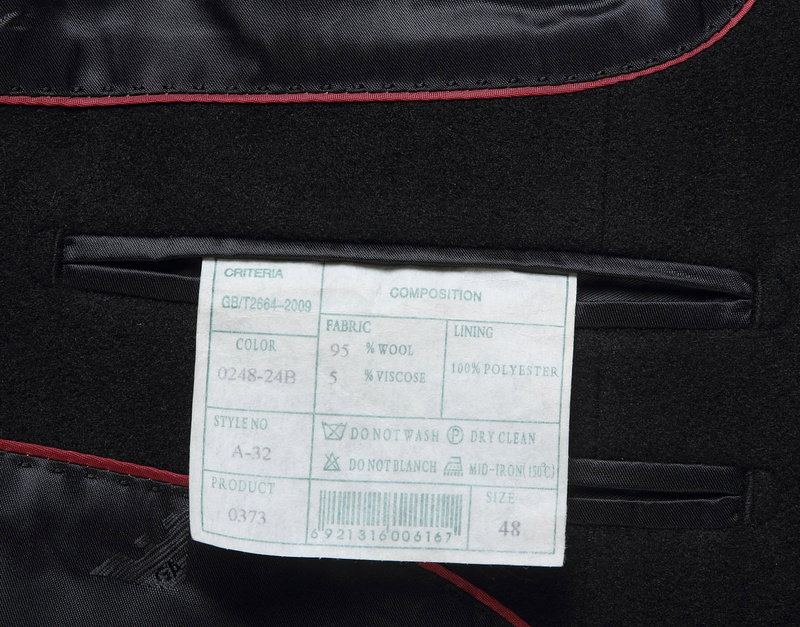 CRITERIA
GB/T2664-2009
COMPOSITION
COLOR
0248-24B
FABRIC
95 % WOOL
5 % VISCOSE
LINING
100% POLYESTER
STYLE NO
A-32
DO NOT WASH
P DRY CLEAN
DO NOT BLANCH
MID-IRON(150℃)
PRODUCT
0373
6921316006167
SIZE
48
GA